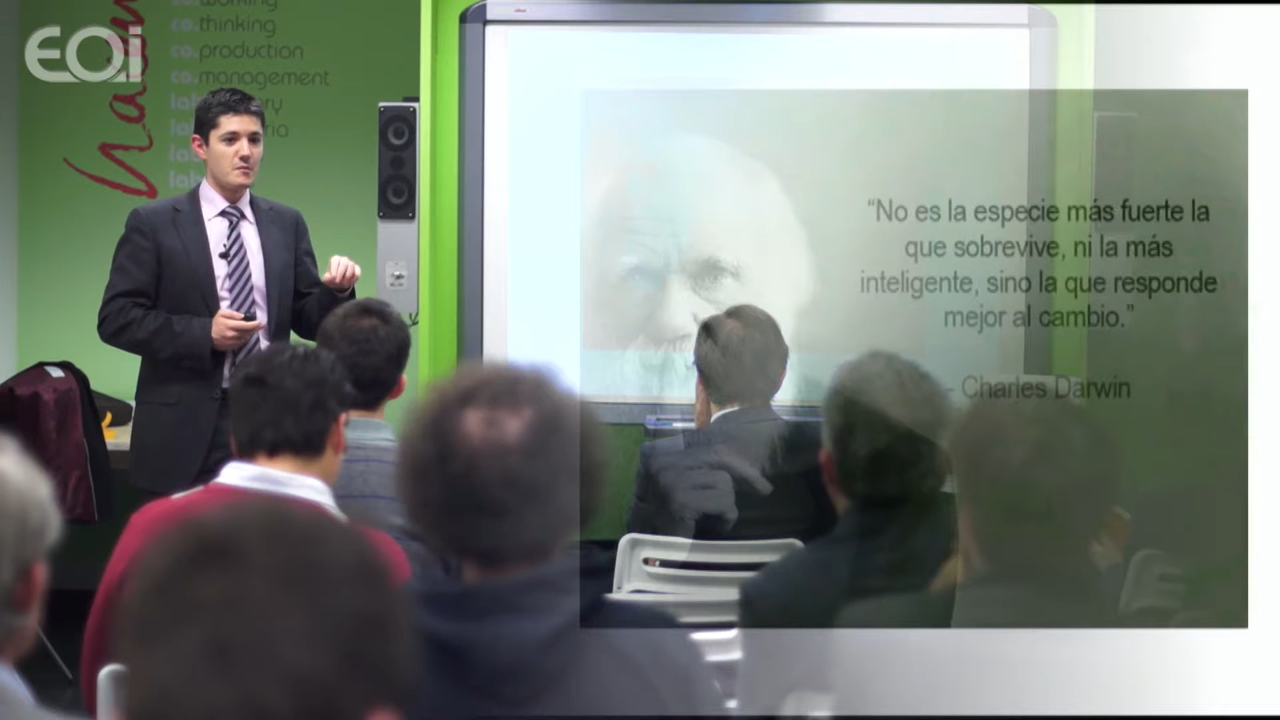 EOi
co.working
co.thinking
co.production
co.management
“No es la especie más fuerte la
que sobrevive, ni la más
inteligente, sino la que responde
mejor al cambio.”
- Charles Darwin